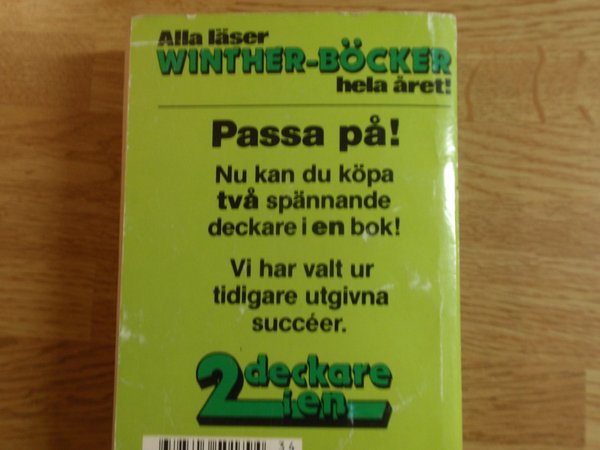 Alla läser
WINTHER-BÖCKER
hela året!
Passa på!
Nu kan du köpa
två spännande
deckare i en bok!
Vi har valt ur
tidigare utgivna
succéer.
2 deckare
i en
34